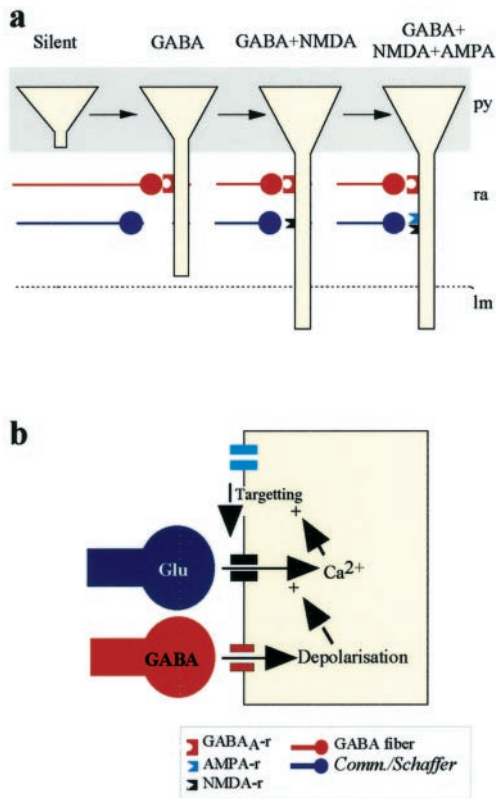 a
Silent
GABA
GABA+NMDA
GABA+
NMDA+AMPA
py
ra
lm
b
Targetting
+
Glu
Ca2+
+
GABA
Depolarisation
GABAA-r
GABA fiber
AMPA-r
Comm./Schaffer
NMDA-r